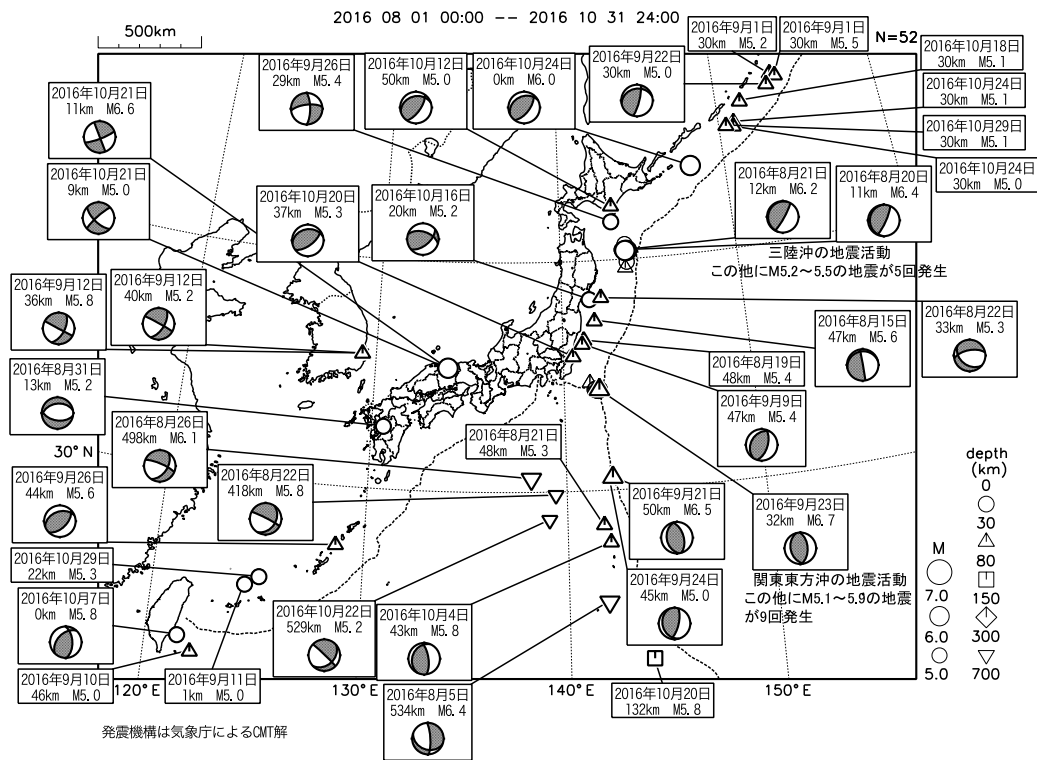 2016 08 01 00:00 -- 2016 10 31 24:00
500km
N=52
2016年9月1日
30km M5.2
2016年9月1日
30km M5.5
2016年10月18日
30km M5.1
2016年10月24日
30km M5.1
2016年10月29日
30km M5.1
2016年10月24日
30km M5.0
2016年9月26日
29km M5.4
2016年10月12日
50km M5.0
2016年10月24日
0km M6.0
2016年9月22日
30km M5.0
2016年10月21日
11km M6.6
2016年10月21日
9km M5.0
2016年10月20日
37km M5.3
2016年10月16日
20km M5.2
2016年8月21日
12km M6.2
2016年8月20日
11km M6.4
三陸沖の地震活動
この他にM5.2～5.5の地震が5回発生
2016年9月12日
36km M5.8
2016年9月12日
40km M5.2
2016年8月22日
33km M5.3
2016年8月15日
47km M5.6
2016年8月19日
48km M5.4
2016年9月9日
47km M5.4
2016年8月31日
13km M5.2
2016年8月26日
498km M6.1
2016年8月21日
48km M5.3
30°N
2016年9月26日
44km M5.6
2016年8月22日
418km M5.8
2016年9月21日
50km M6.5
2016年9月23日
32km M6.7
関東東方沖の地震活動
この他にM5.1～5.9の地震
が9回発生
2016年10月29日
22km M5.3
2016年10月7日
0km M5.8
2016年10月22日
529km M5.2
2016年10月4日
43km M5.8
2016年9月24日
45km M5.0
2016年9月10日
46km M5.0
2016年9月11日
1km M5.0
2016年8月5日
534km M6.4
2016年10月20日
132km M5.8
120°E
130°E
140°E
150°E
depth
(km)
0
30
80
150
300
700
M
7.0
6.0
5.0
発震機構は気象庁によるCMT解